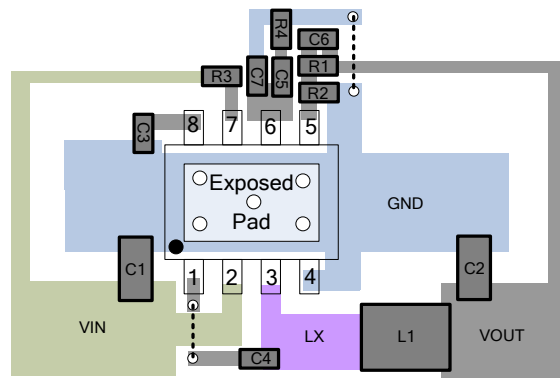 R4
C6
R1
R3
C7
C5
R2
C3
8
7
6
5
Exposed
Pad
GND
C1
C2
1
2
3
4
VIN
LX
L1
VOUT
C4